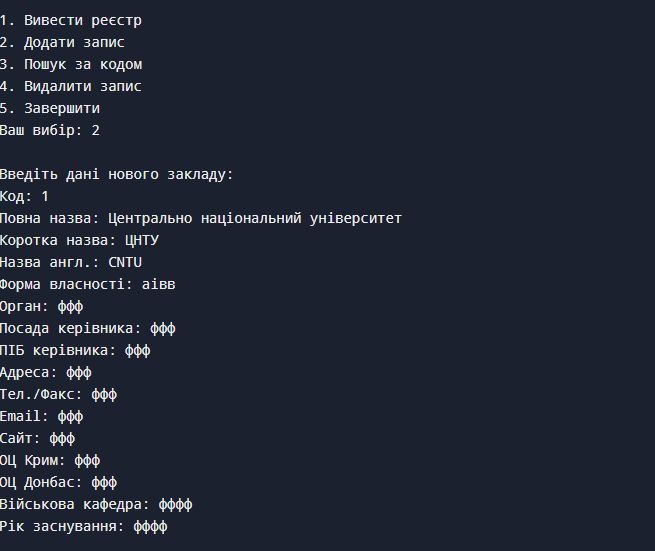 1. Вивести реєстр
2. Додати запис
3. Пошук за кодом
4. Видалити запис
5. Завершити
Ваш вибір: 2
Введіть дані нового закладу:
Код: 1
Повна назва: Центрально національний університет
Коротка назва: ЦНТУ
Назва англ.: CNTU
Форма власності: аівв
Орган: ффф
Посада керівника: ффф
ПІБ керівника: ффф
Адреса: ффф
Тел./Факс: ффф
Email: ффф
Сайт: ффф
ОЦ Крим: ффф
ОЦ Донбас: ффф
Військова кафедра: фффф
Рік заснування: фффф